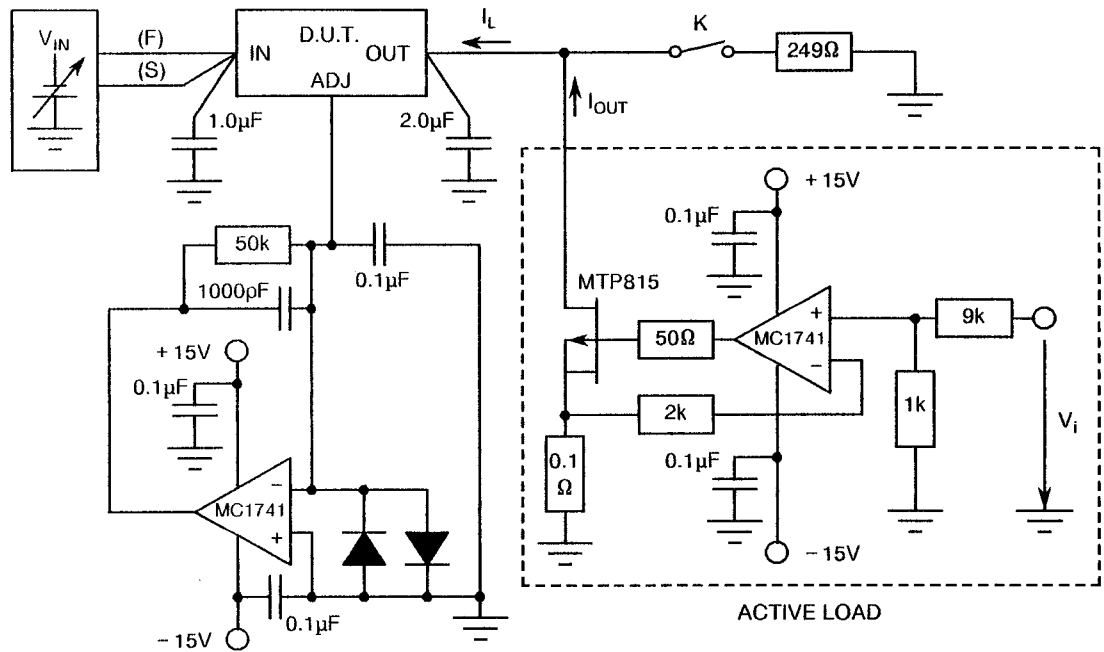 V_IN
(F)
(S)
IN
D.U.T.
OUT
ADJ
I_L
K
249Ω
1.0µF
2.0µF
I_OUT
50k
0.1µF
1000pF
+15V
0.1µF
MC1741
−
+
0.1µF
−15V
+15V
0.1µF
MTP815
50Ω
+
MC1741
−
9k
2k
1k
V_i
0.1Ω
0.1µF
−15V
ACTIVE LOAD